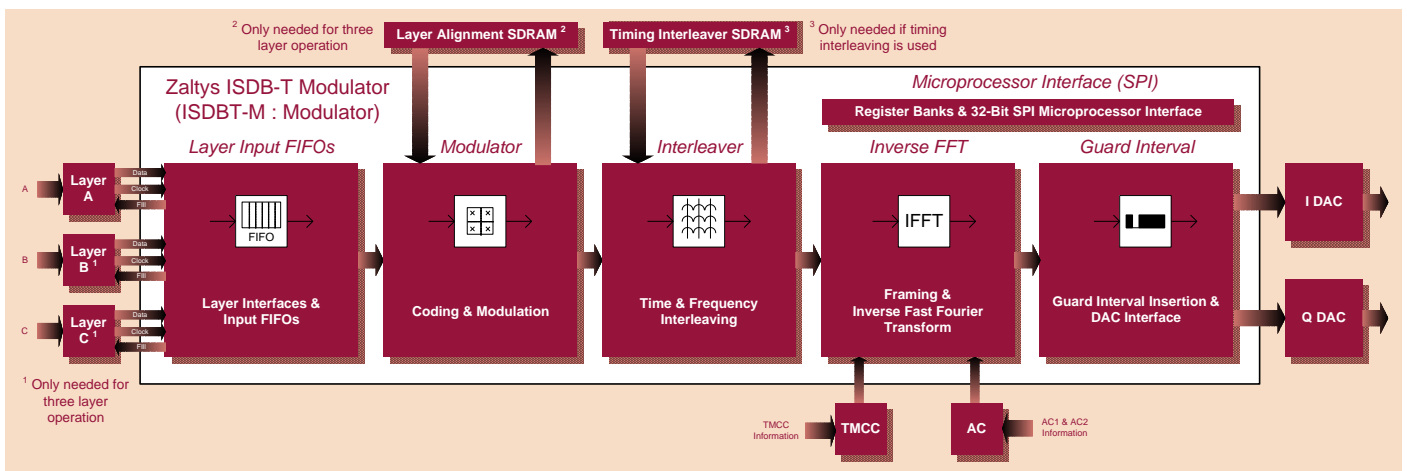 ² Only needed for three
layer operation
Layer Alignment SDRAM ²
Timing Interleaver SDRAM ³
³ Only needed if timing
interleaving is used
Zaltys ISDB-T Modulator
(ISDBT-M : Modulator)
Microprocessor Interface (SPI)
Register Banks & 32-Bit SPI Microprocessor Interface
Layer Input FIFOs
Modulator
Interleaver
Inverse FFT
Guard Interval
A
Layer
A
Data
Clock
Fill
B
Layer
B ¹
Data
Clock
Fill
C
Layer
C ¹
Data
Clock
Fill
FIFO
Layer Interfaces &
Input FIFOs
Coding & Modulation
Time & Frequency
Interleaving
IFFT
Framing &
Inverse Fast Fourier
Transform
Guard Interval Insertion &
DAC Interface
I DAC
Q DAC
¹ Only needed for
three layer
operation
TMCC
Information
TMCC
AC
AC1 & AC2
Information